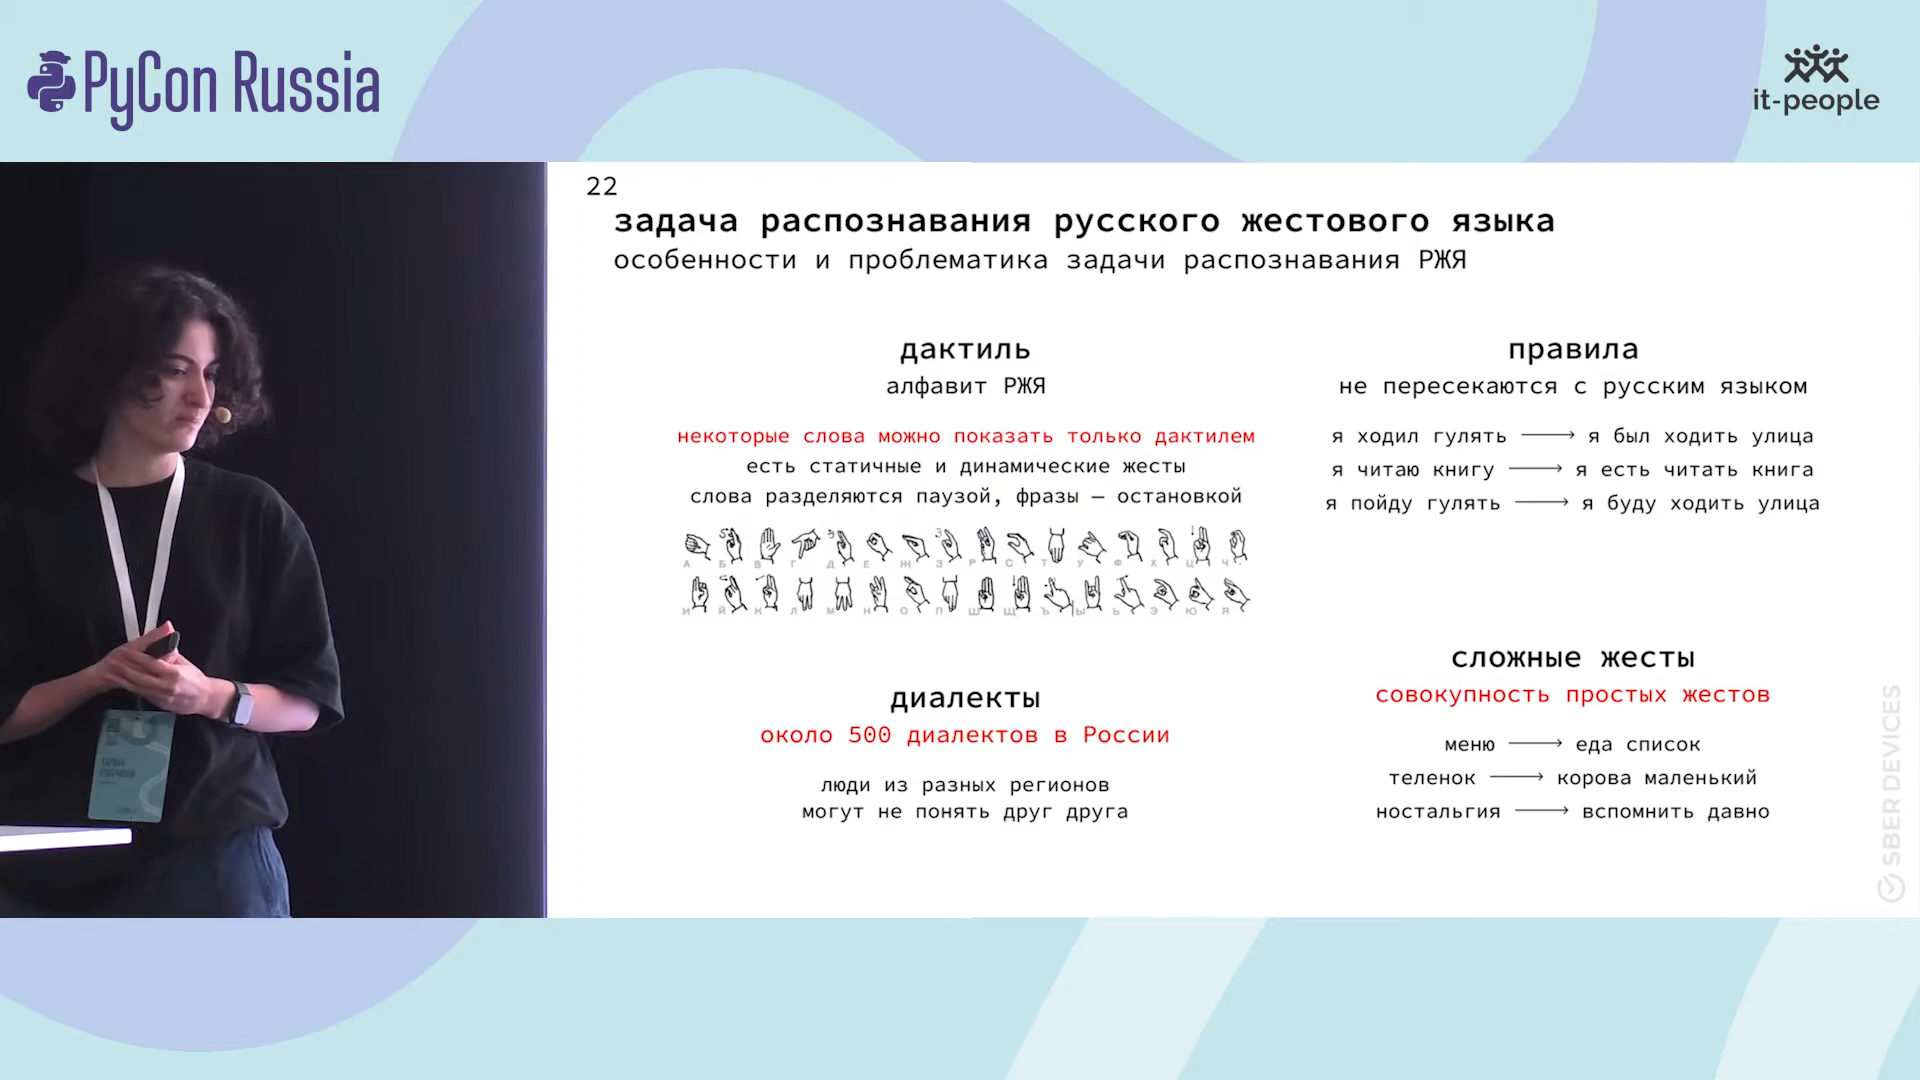 PyCon Russia
it-people
22
задача распознавания русского жестового языка
особенности и проблематика задачи распознавания РЖЯ
дактиль
алфавит РЖЯ
некоторые слова можно показать только дактилем
есть статичные и динамические жесты
слова разделяются паузой, фразы — остановкой
А Б В Г Д Е Ж З Р С Т У Ф Х Ц Ч
И Й К Л М Н О П Ш Щ Ъ Ы Ь Э Ю Я
диалекты
около 500 диалектов в России
люди из разных регионов
могут не понять друг друга
правила
не пересекаются с русским языком
я ходил гулять ⟶ я был ходить улица
я читаю книгу ⟶ я есть читать книга
я пойду гулять ⟶ я буду ходить улица
сложные жесты
совокупность простых жестов
меню ⟶ еда список
теленок ⟶ корова маленький
ностальгия ⟶ вспомнить давно
SBER DEVICES